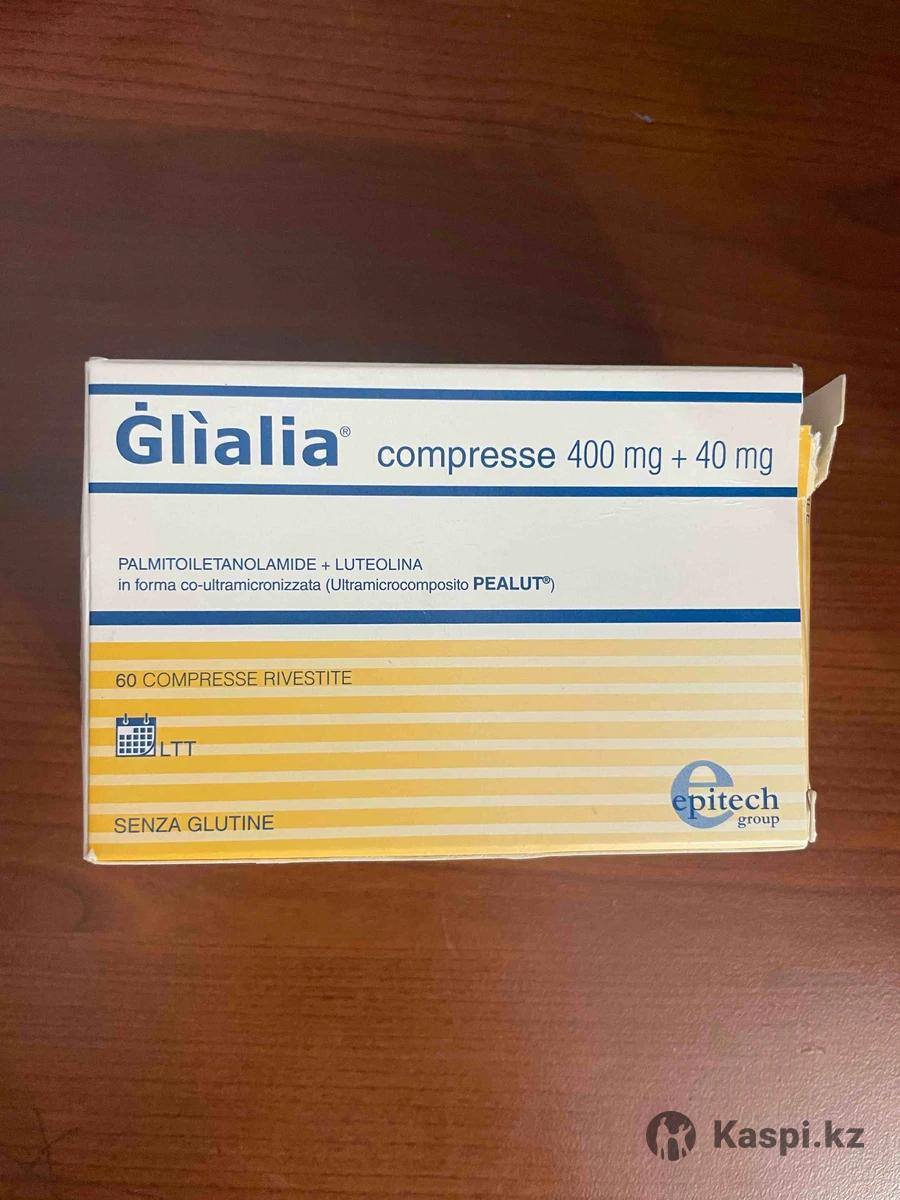 Ġlìalia® compresse 400 mg + 40 mg
PALMITOILETANOLAMIDE + LUTEOLINA
in forma co-ultramicronizzata (Ultramicrocomposito PEALUT®)
60 COMPRESSE RIVESTITE
LTT
SENZA GLUTINE
e
epitech
group
Kaspi.kz